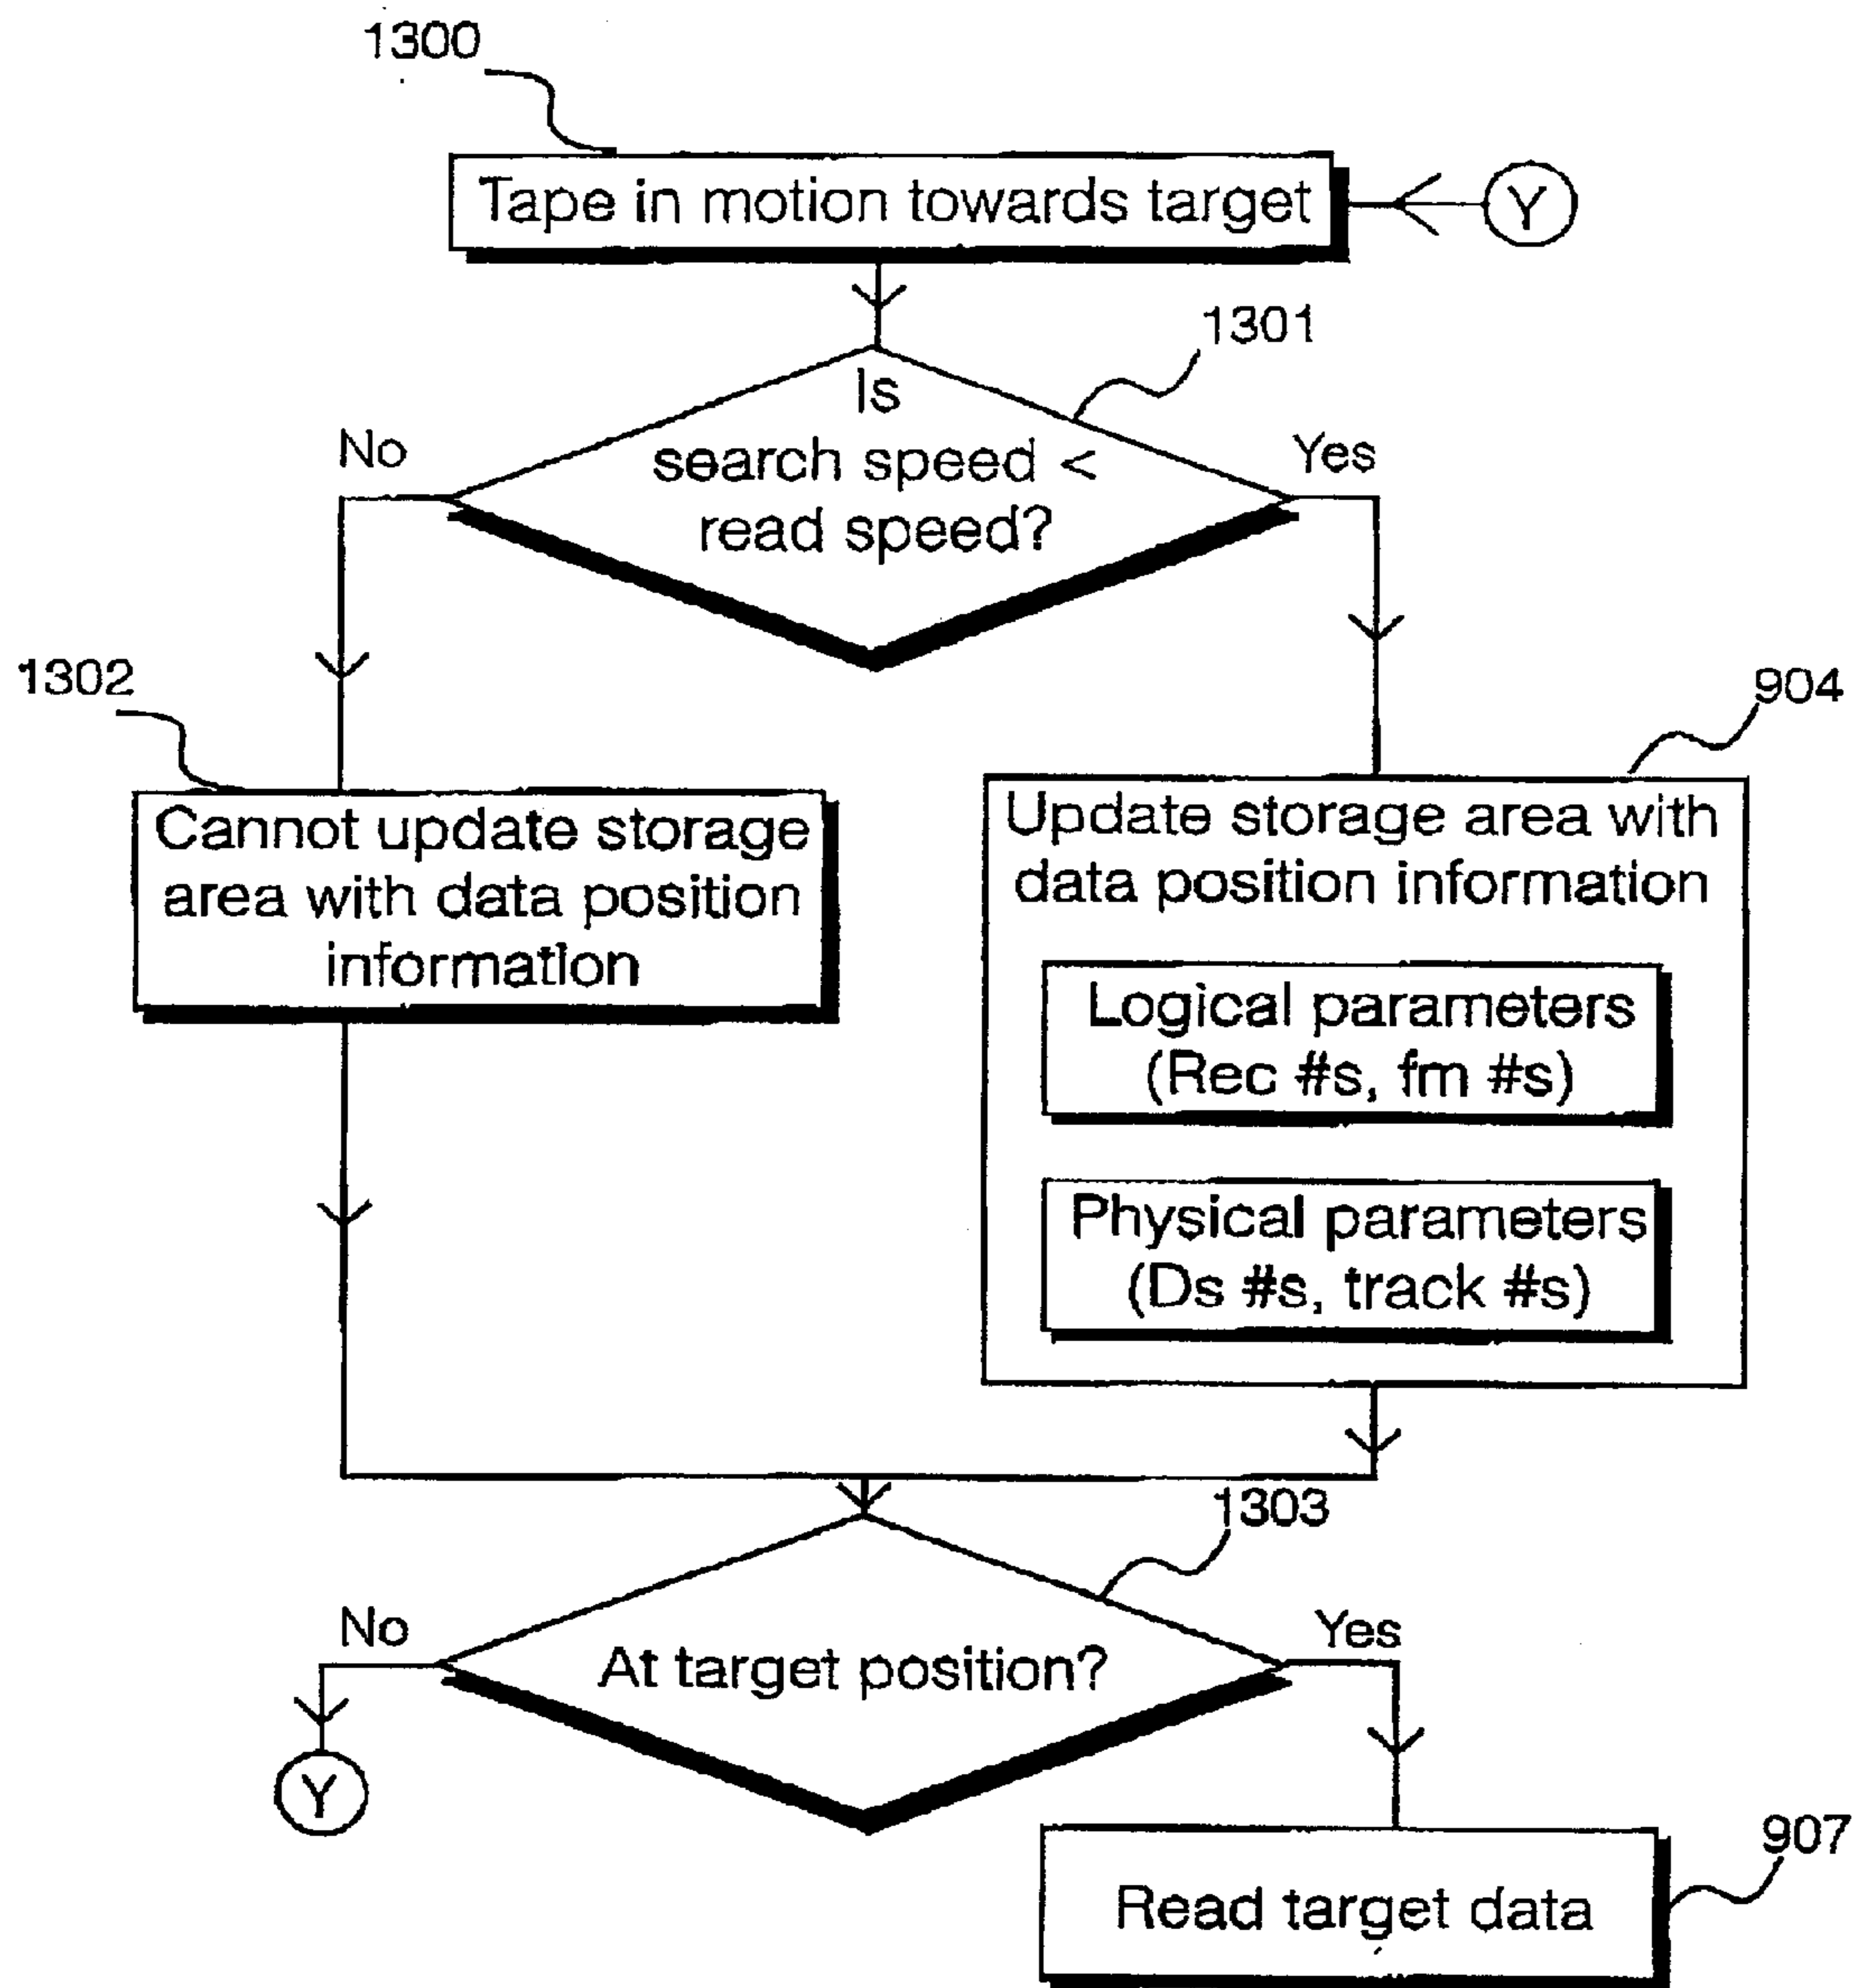 1300
Tape in motion towards target
Y
1301
Is
search speed <
read speed?
No
Yes
1302
904
Cannot update storage
area with data position
information
Update storage area with
data position information
Logical parameters
(Rec #s, fm #s)
Physical parameters
(Ds #s, track #s)
1303
At target position?
No
Yes
Y
907
Read target data